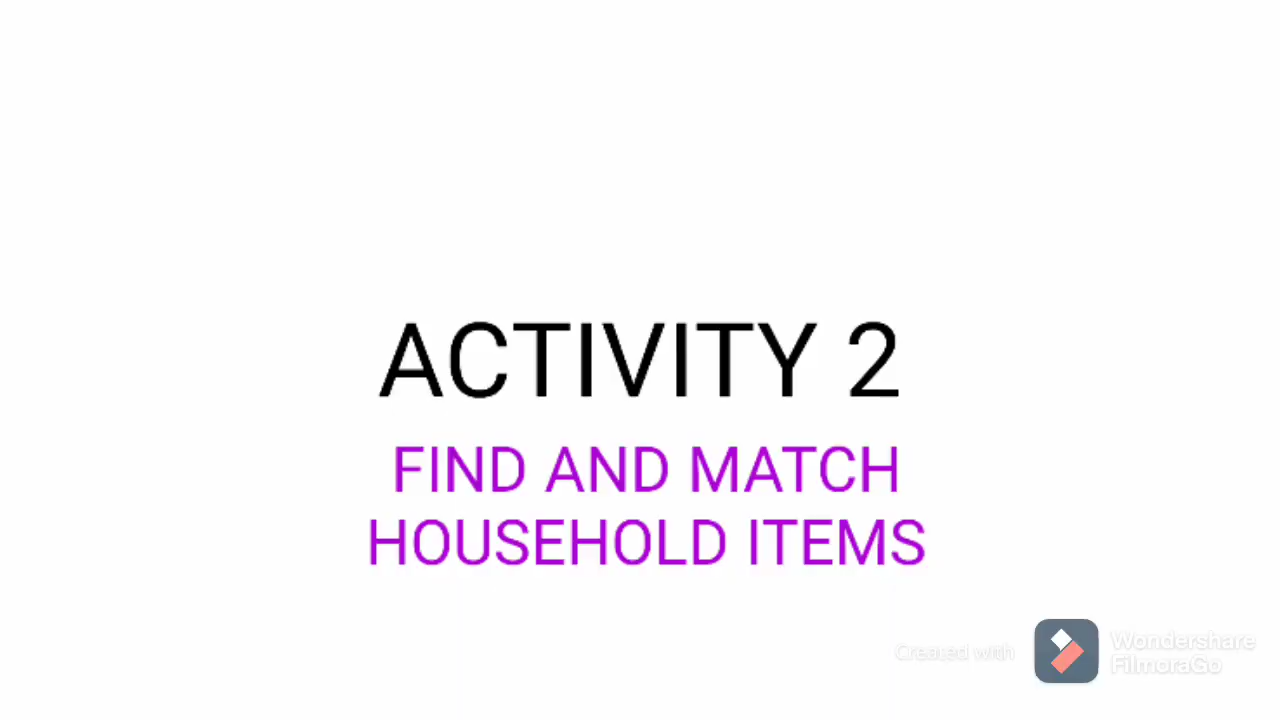 ACTIVITY 2
FIND AND MATCH
HOUSEHOLD ITEMS
Created with
Wondershare
FilmoraGo